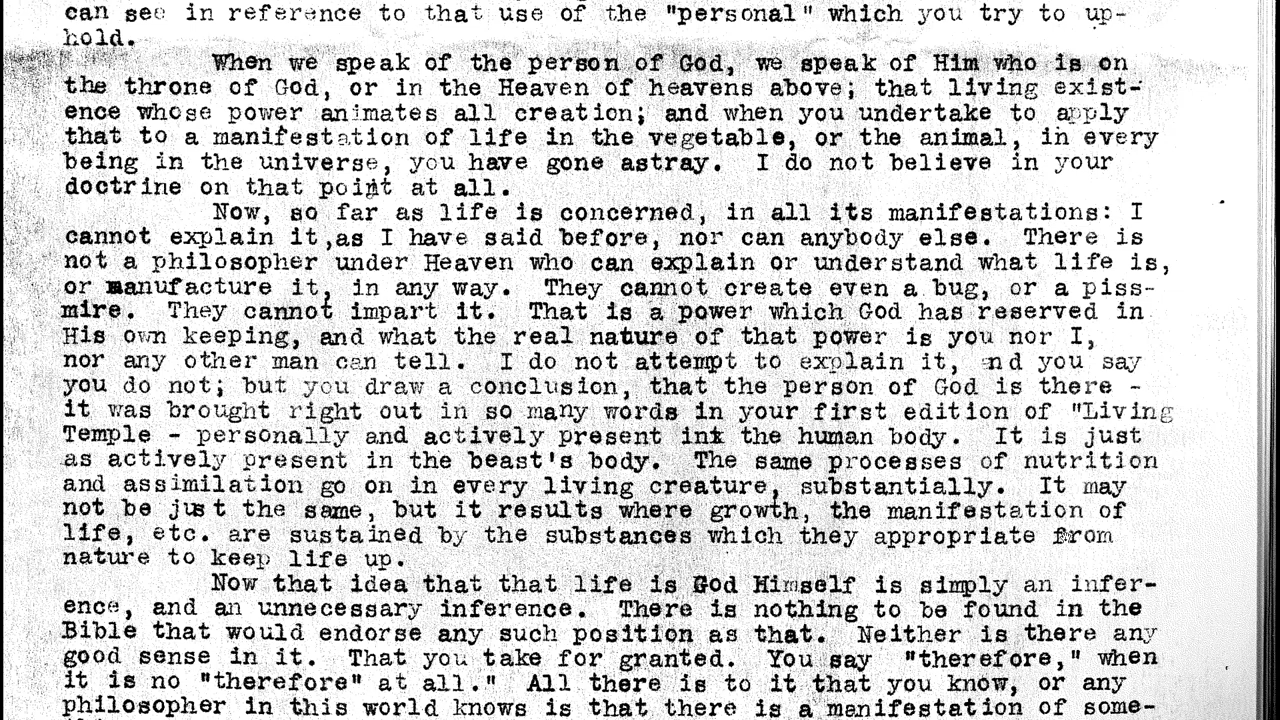 can see in reference to that use of the "personal" which you try to up-
hold.
When we speak of the person of God, we speak of Him who is on
the throne of God, or in the Heaven of heavens above; that living exist-
ence whose power animates all creation; and when you undertake to apply
that to a manifestation of life in the vegetable, or the animal, in every
being in the universe, you have gone astray.  I do not believe in your
doctrine on that point at all.
Now, so far as life is concerned, in all its manifestations: I
cannot explain it,as I have said before, nor can anybody else.  There is
not a philosopher under Heaven who can explain or understand what life is,
or manufacture it, in any way.  They cannot create even a bug, or a piss-
mire.  They cannot impart it.  That is a power which God has reserved in
His own keeping, and what the real nature of that power is you nor I,
nor any other man can tell.  I do not attempt to explain it, nd you say
you do not; but you draw a conclusion, that the person of God is there -
it was brought right out in so many words in your first edition of "Living
Temple - personally and actively present int the human body.  It is just
as actively present in the beast's body.  The same processes of nutrition
and assimilation go on in every living creature, substantially.  It may
not be just the same, but it results where growth, the manifestation of
life, etc. are sustained by the substances which they appropriate from
nature to keep life up.
Now that idea that that life is God Himself is simply an infer-
ence, and an unnecessary inference.  There is nothing to be found in the
Bible that would endorse any such position as that.  Neither is there any
good sense in it.  That you take for granted.  You say  "therefore," when
it is no "therefore" at all."  All there is to it that you know, or any
philosopher in this world knows is that there is a manifestation of some-